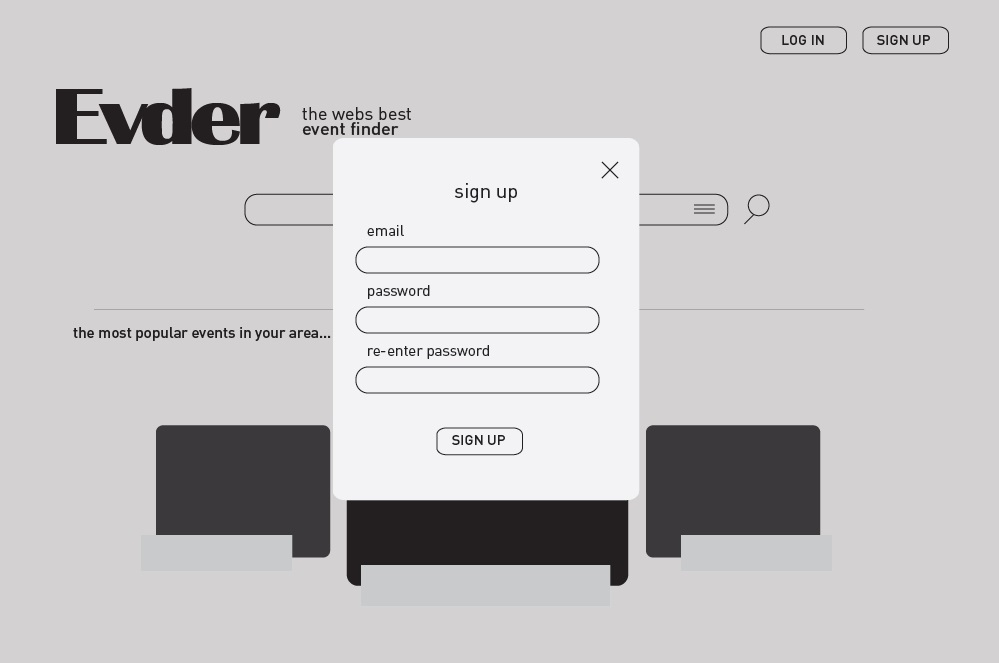 LOG IN
SIGN UP
Evder
the webs best
event finder
sign up
email
password
the most popular events in your area...
re-enter password
SIGN UP